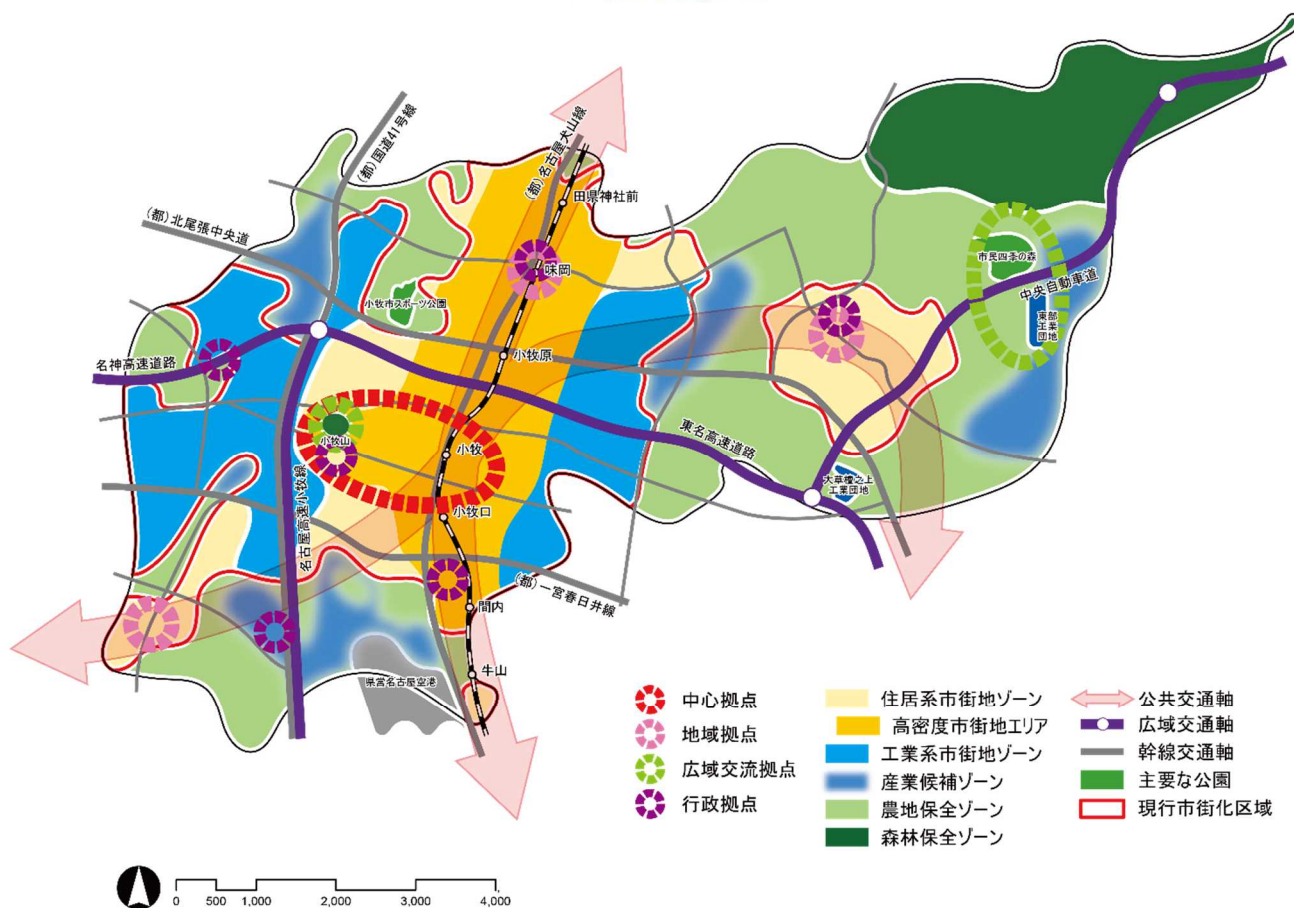 (都)国道41号線
(都)名古屋犬山線
田県神社前
(都)北尾張中央道
味岡
市民四季の森
中央自動車道
小牧市スポーツ公園
東部
工業
団地
小牧原
名神高速道路
東名高速道路
小牧山
小牧
大草檀之上
工業団地
小牧口
名古屋高速小牧線
(都)一宮春日井線
間内
牛山
県営名古屋空港
中心拠点
地域拠点
広域交流拠点
行政拠点
住居系市街地ゾーン
高密度市街地エリア
工業系市街地ゾーン
産業候補ゾーン
農地保全ゾーン
森林保全ゾーン
公共交通軸
広域交通軸
幹線交通軸
主要な公園
現行市街化区域
0 500 1,000 2,000 3,000 4,000